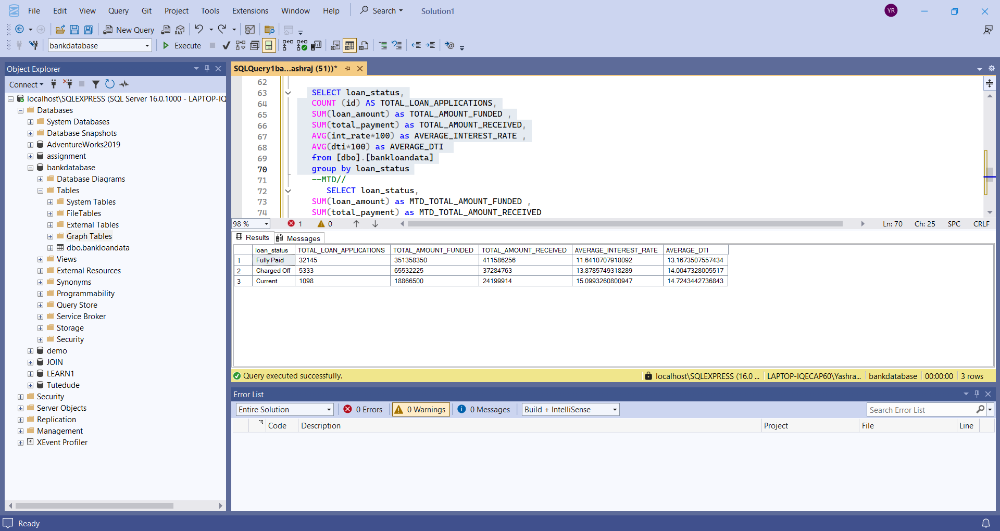 File Edit View Query Git Project Tools Extensions Window Help Search Solution1 YR
New Query DAX
bankdatabase Execute
Object Explorer
Connect
localhost\SQLEXPRESS (SQL Server 16.0.1000 - LAPTOP-IQ
Databases
System Databases
Database Snapshots
AdventureWorks2019
assignment
bankdatabase
Database Diagrams
Tables
System Tables
FileTables
External Tables
Graph Tables
dbo.bankloandata
Views
External Resources
Synonyms
Programmability
Query Store
Service Broker
Storage
Security
demo
JOIN
LEARN1
Tutedude
Security
Server Objects
Replication
Management
XEvent Profiler
SQLQuery1ba...ashraj (51))*
62
63 SELECT loan_status,
64 COUNT (id) AS TOTAL_LOAN_APPLICATIONS,
65 SUM(loan_amount) as TOTAL_AMOUNT_FUNDED ,
66 SUM(total_payment) as TOTAL_AMOUNT_RECEIVED,
67 AVG(int_rate*100) as AVERAGE_INTEREST_RATE ,
68 AVG(dti*100) as AVERAGE_DTI
69 from [dbo].[bankloandata]
70 group by loan_status
71 --MTD//
72 SELECT loan_status,
73 SUM(loan_amount) as MTD_TOTAL_AMOUNT_FUNDED ,
74 SUM(total_payment) as MTD_TOTAL_AMOUNT_RECEIVED
98 % 1 0 Ln: 70 Ch: 25 SPC CRLF
Results Messages
loan_status TOTAL_LOAN_APPLICATIONS TOTAL_AMOUNT_FUNDED TOTAL_AMOUNT_RECEIVED AVERAGE_INTEREST_RATE AVERAGE_DTI
1 Fully Paid 32145 351358350 411586256 11.6410707918092 13.1673507557434
2 Charged Off 5333 65532225 37284763 13.8785749318289 14.0047328005517
3 Current 1098 18866500 24199914 15.0993260800947 14.7243442736843
Query executed successfully. localhost\SQLEXPRESS (16.0 ... LAPTOP-IQECAP60\Yashra... bankdatabase 00:00:00 3 rows
Error List
Entire Solution 0 Errors 0 Warnings 0 Messages Build + IntelliSense Search Error List
Code Description Project File Line
Ready